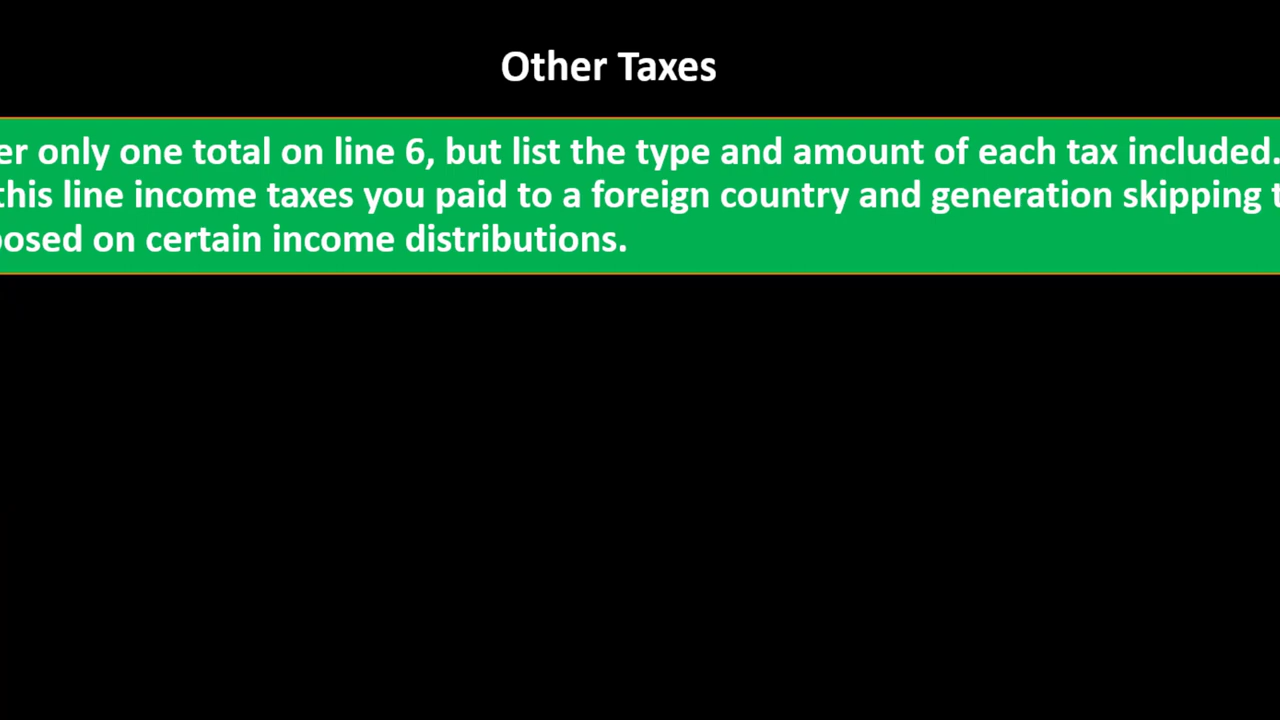 Other Taxes
er only one total on line 6, but list the type and amount of each tax included.
this line income taxes you paid to a foreign country and generation skipping t
posed on certain income distributions.